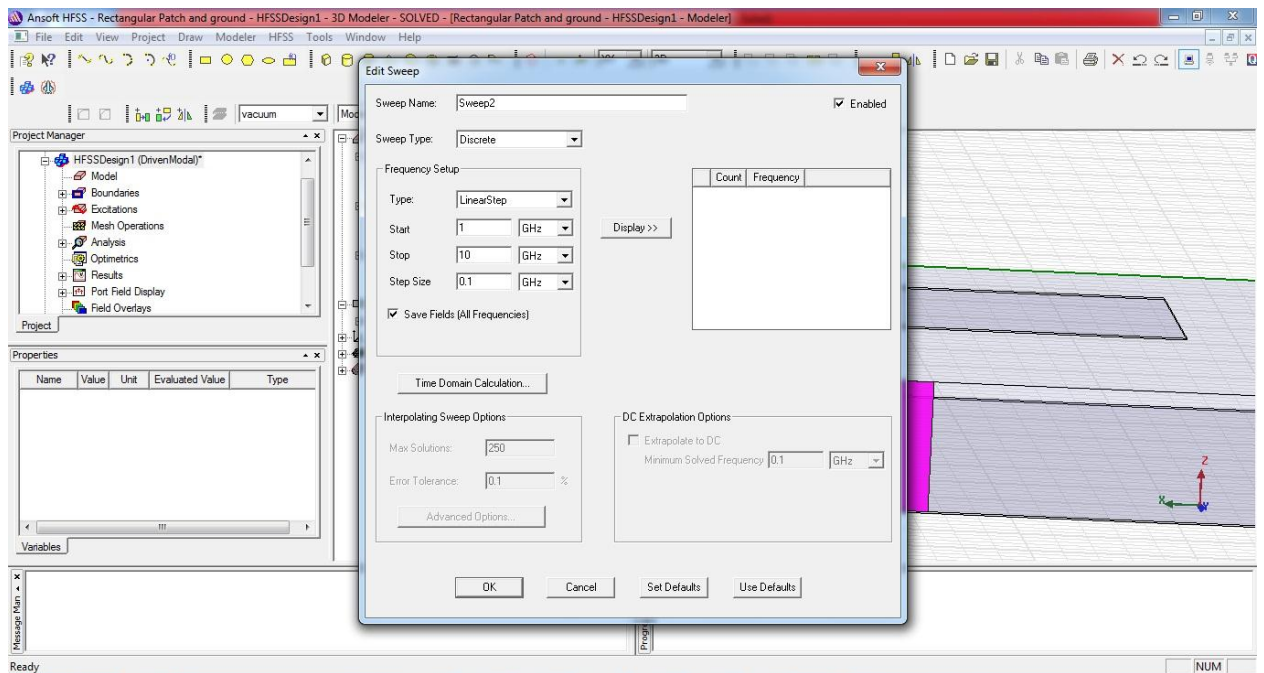 Ansoft HFSS - Rectangular Patch and ground - HFSSDesign1 - 3D Modeler - SOLVED - [Rectangular Patch and ground - HFSSDesign1 - Modeler]
File Edit View Project Draw Modeler HFSS Tools Window Help
vacuum
Project Manager
HFSSDesign1 (DrivenModal)*
Model
Boundaries
Excitations
Mesh Operations
Analysis
Optimetrics
Results
Port Field Display
Field Overlays
Project
Properties
Name Value Unit Evaluated Value Type
Variables
Edit Sweep
Sweep Name: Sweep2 Enabled
Sweep Type: Discrete
Frequency Setup
Type: LinearStep
Start 1 GHz
Stop 10 GHz
Step Size 0.1 GHz
Save Fields (All Frequencies)
Display >>
Count Frequency
Time Domain Calculation...
Interpolating Sweep Options
Max Solutions: 250
Error Tolerance: 0.1 %
Advanced Options...
DC Extrapolation Options
Extrapolate to DC
Minimum Solved Frequency 0.1 GHz
OK Cancel Set Defaults Use Defaults
Z
X
Y
Message Man
Progr
Ready NUM